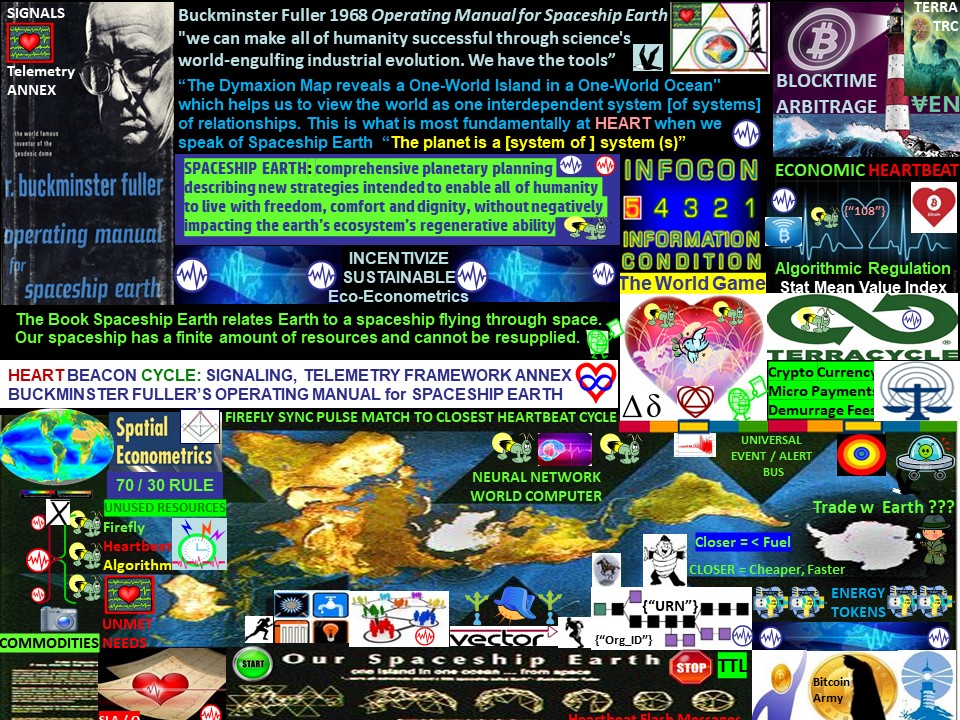 SIGNALS
Telemetry
ANNEX
the world famous
inventor of the
geodesic dome
r. buckminster fuller
operating manual
for
spaceship earth
Buckminster Fuller 1968 Operating Manual for Spaceship Earth
"we can make all of humanity successful through science's
world-engulfing industrial evolution. We have the tools”
“The Dymaxion Map reveals a One-World Island in a One-World Ocean"
which helps us to view the world as one interdependent system [of systems]
of relationships. This is what is most fundamentally at HEART when we
speak of Spaceship Earth “The planet is a [system of ] system (s)”
SPACESHIP EARTH: comprehensive planetary planning
describing new strategies intended to enable all of humanity
to live with freedom, comfort and dignity, without negatively
impacting the earth's ecosystem's regenerative ability
INCENTIVIZE
SUSTAINABLE
Eco-Econometrics
INFOCON
5 4 3 2 1
INFORMATION
CONDITION
BLOCKTIME
ARBITRAGE
TERRA
TRC
∀EN
ECONOMIC HEARTBEAT
{“108”}
bitcoin
Algorithmic Regulation
Stat Mean Value Index
The World Game
Δδ
TERRACYCLE
Crypto Currency
Micro Payments
Demurrage Fees
The Book Spaceship Earth relates Earth to a spaceship flying through space.
Our spaceship has a finite amount of resources and cannot be resupplied.
HEART BEACON CYCLE: SIGNALING, TELEMETRY FRAMEWORK ANNEX
BUCKMINSTER FULLER'S OPERATING MANUAL for SPACESHIP EARTH
FIREFLY SYNC PULSE MATCH TO CLOSEST HEARTBEAT CYCLE
Spatial
Econometrics
70 / 30 RULE
UNUSED RESOURCES
X
Firefly
Heartbeat
Algorithm
UNMET
NEEDS
COMMODITIES
NEURAL NETWORK
WORLD COMPUTER
UNIVERSAL
EVENT / ALERT
BUS
Trade w Earth ???
Closer = < Fuel
CLOSER = Cheaper, Faster
ENERGY
TOKENS
vector
{“URN”}
{“Org_ID”}
START
Our Spaceship Earth
one island in one ocean ... from space
STOP
TTL
SLA / O
Heartbeat Flash Messages
Bitcoin
Army